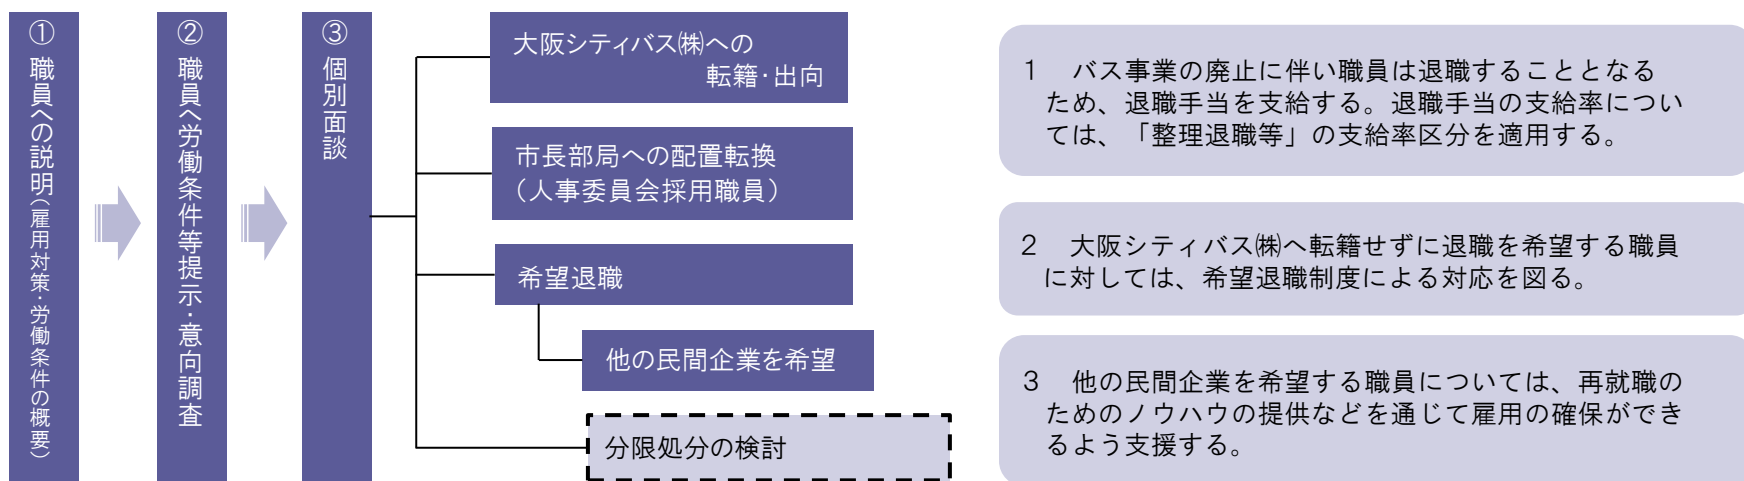 ① 職員への説明（雇用対策・労働条件の概要）
② 職員へ労働条件等提示・意向調査
③ 個別面談
大阪シティバス㈱への
転籍・出向
市長部局への配置転換
（人事委員会採用職員）
希望退職
他の民間企業を希望
分限処分の検討
1　バス事業の廃止に伴い職員は退職することとなる
ため、退職手当を支給する。退職手当の支給率につい
ては、「整理退職等」の支給率区分を適用する。
2　大阪シティバス㈱へ転籍せずに退職を希望する職員
に対しては、希望退職制度による対応を図る。
3　他の民間企業を希望する職員については、再就職の
ためのノウハウの提供などを通じて雇用の確保ができ
るよう支援する。